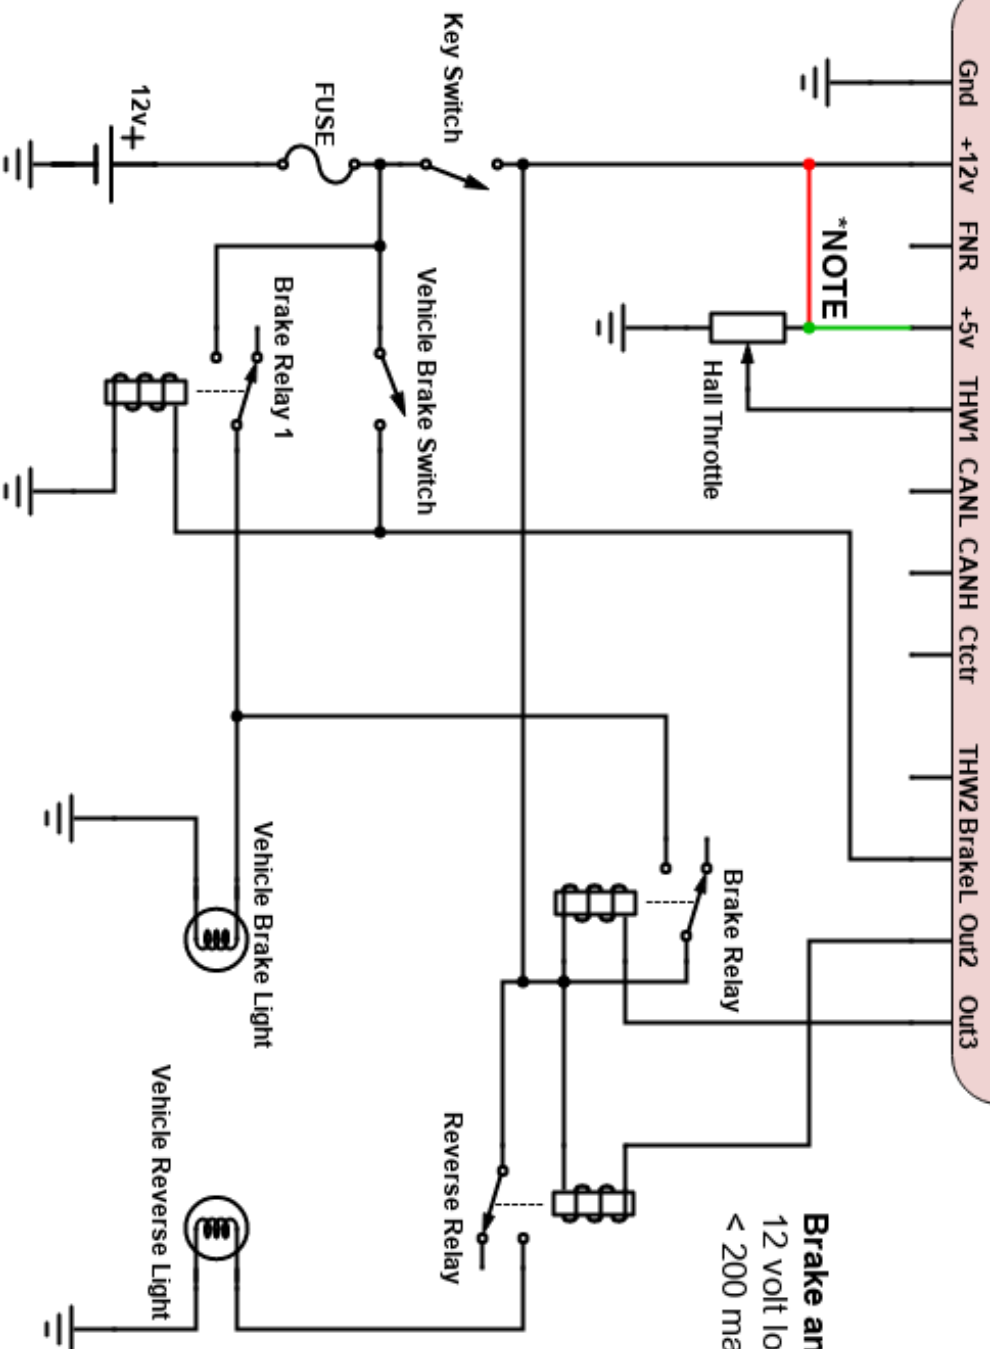 Gnd
+12v
FNR
+5v
THW1
CANL
CANH
Ctctr
THW2
BrakeL
Out2
Out3
*NOTE
Hall Throttle
Key Switch
FUSE
12v
+
Vehicle Brake Switch
Brake Relay 1
Brake Relay
Vehicle Brake Light
Reverse Relay
Vehicle Reverse Light
Brake an
12 volt lo
< 200 ma